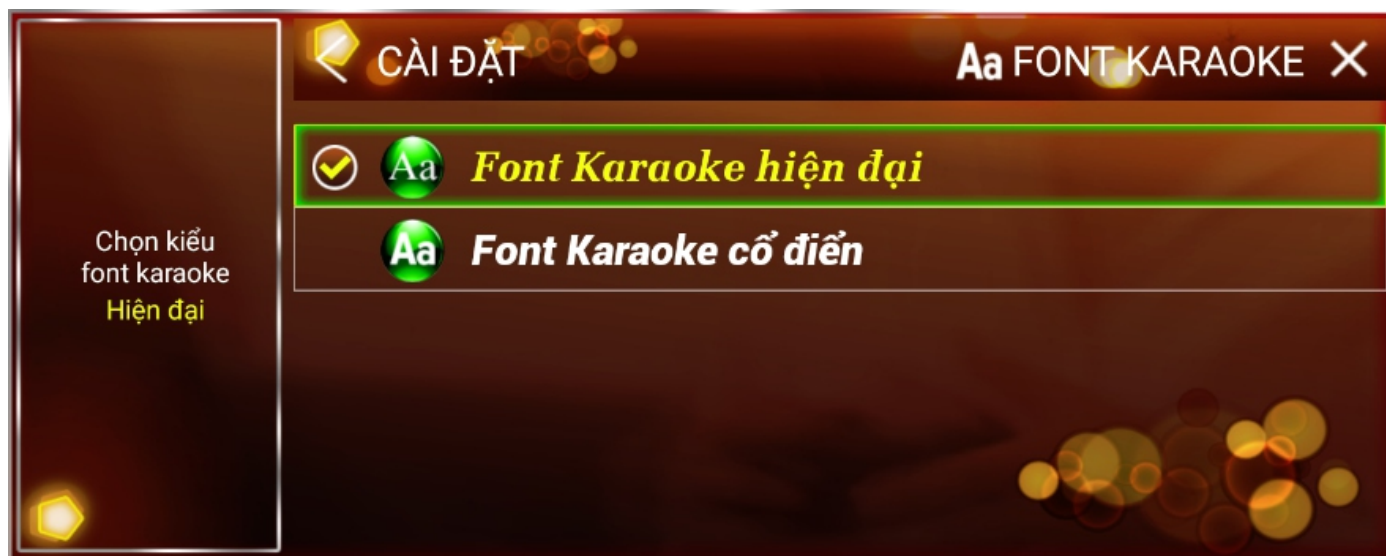 Chọn kiểu
font karaoke
Hiện đại
CÀI ĐẶT
Aa FONT KARAOKE
Aa Font Karaoke hiện đại
Aa Font Karaoke cổ điển